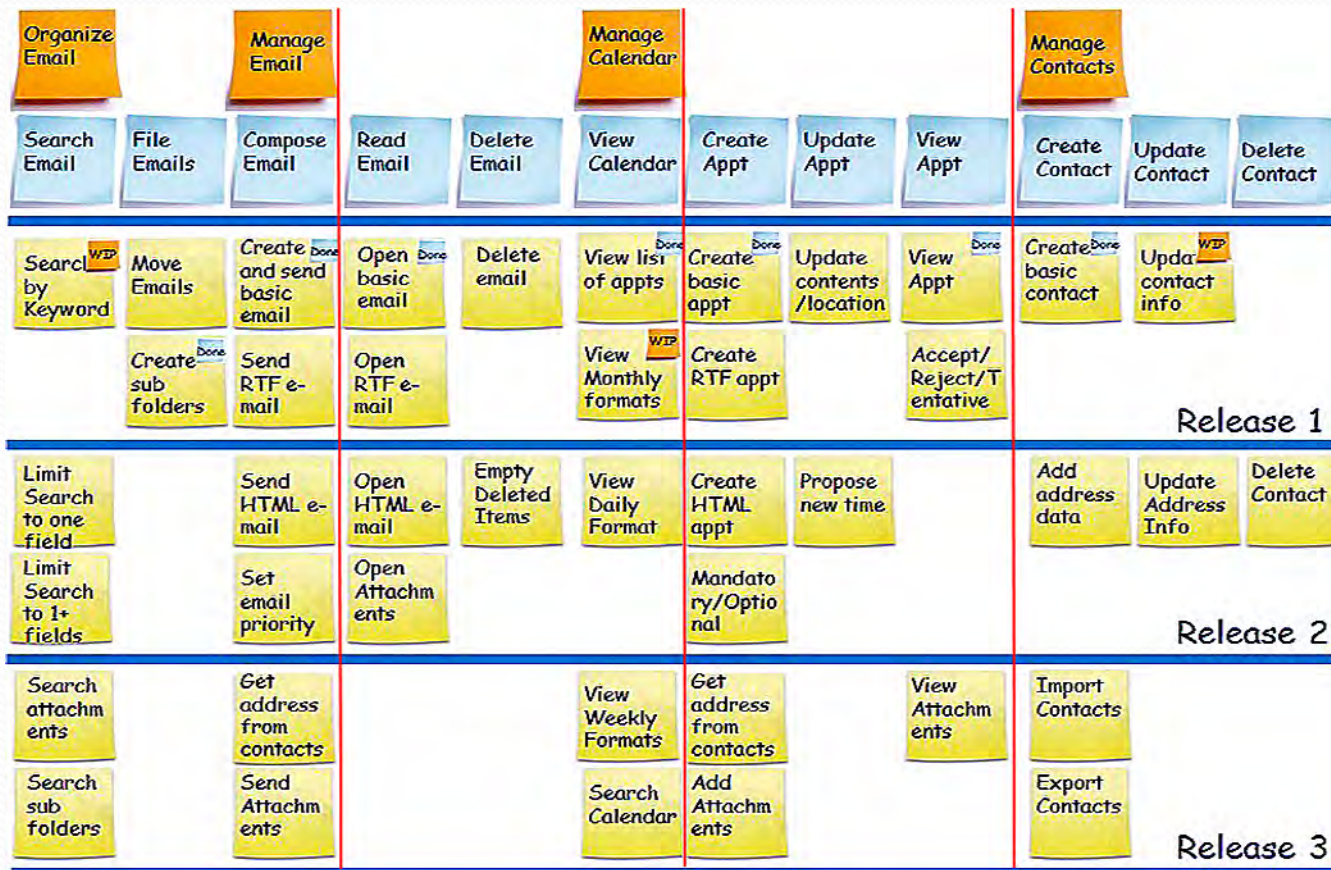 Organize
Email
Manage
Email
Manage
Calendar
Manage
Contacts
Search
Email
File
Emails
Compose
Email
Read
Email
Delete
Email
View
Calendar
Create
Appt
Update
Appt
View
Appt
Create
Contact
Update
Contact
Delete
Contact
Searc
WIP
by
Keyword
Move
Emails
Create
Done
and send
basic
email
Open
Done
basic
email
Delete
email
View list
Done
of appts
Create
Done
basic
appt
Update
contents
/location
View
Done
Appt
Create
Done
basic
contact
Upda
WIP
contact
info
Create
Done
sub
folders
Send
RTF e-
mail
Open
RTF e-
mail
View
WIP
Monthly
formats
Create
RTF appt
Accept/
Reject/T
entative
Release 1
Limit
Search
to one
field
Send
HTML e-
mail
Open
HTML e-
mail
Empty
Deleted
Items
View
Daily
Format
Create
HTML
appt
Propose
new time
Add
address
data
Update
Address
Info
Delete
Contact
Limit
Search
to 1+
fields
Set
email
priority
Open
Attachm
ents
Mandato
ry/Optio
nal
Release 2
Search
attachm
ents
Get
address
from
contacts
View
Weekly
Formats
Get
address
from
contacts
View
Attachm
ents
Import
Contacts
Search
sub
folders
Send
Attachm
ents
Search
Calendar
Add
Attachm
ents
Export
Contacts
Release 3